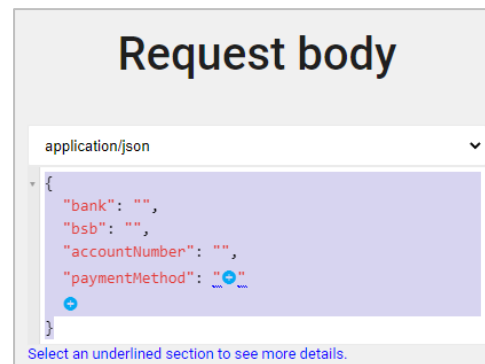 Request body
application/json
{
"bank": "",
"bsb": "",
"accountNumber": "",
"paymentMethod": ""
}
Select an underlined section to see more details.